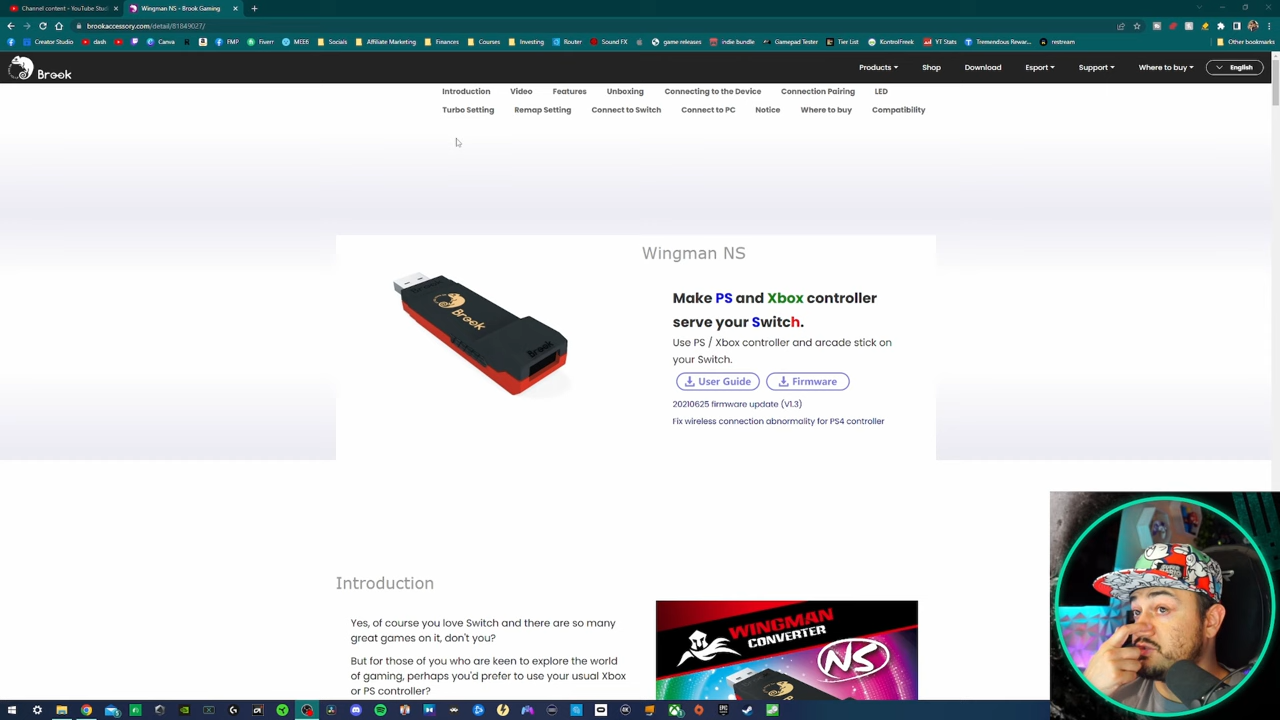 Channel content - YouTube Stud
Wingman NS - Brook Gaming
brookaccessory.com/detail/81849027/
Creator Studio
dash
Canva
FMP
Fiverr
MEE6
Socials
Affiliate Marketing
Finances
Courses
Investing
Router
Sound FX
game releases
indie bundle
Gamepad Tester
Tier List
KontrolFreek
YT Stats
Tremendous Rewar...
restream
Other bookmarks
Brook
Products
Shop
Download
Esport
Support
Where to buy
English
Introduction Video Features Unboxing Connecting to the Device Connection Pairing LED
Turbo Setting Remap Setting Connect to Switch Connect to PC Notice Where to buy Compatibility
Wingman NS
Make PS and Xbox controller
serve your Switch.
Use PS / Xbox controller and arcade stick on
your Switch.
User Guide
Firmware
20210625 firmware update (V1.3)
Fix wireless connection abnormality for PS4 controller
Brook
Brook
Introduction
Yes, of course you love Switch and there are so many
great games on it, don't you?
But for those of you who are keen to explore the world
of gaming, perhaps you'd prefer to use your usual Xbox
or PS controller?
WINGMAN
CONVERTER
NS